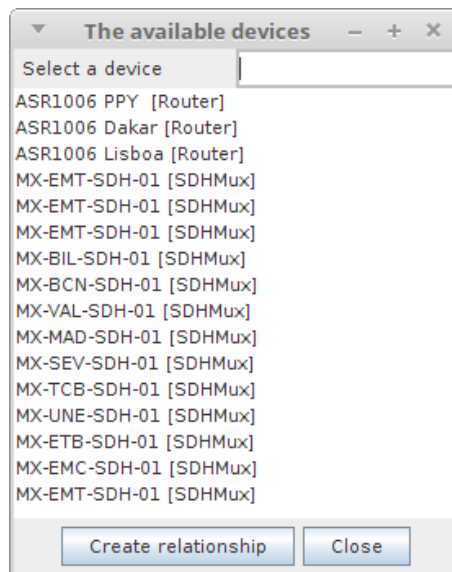 The available devices
Select a device
ASR1006 PPY [Router]
ASR1006 Dakar [Router]
ASR1006 Lisboa [Router]
MX-EMT-SDH-01 [SDHMux]
MX-EMT-SDH-01 [SDHMux]
MX-EMT-SDH-01 [SDHMux]
MX-BIL-SDH-01 [SDHMux]
MX-BCN-SDH-01 [SDHMux]
MX-VAL-SDH-01 [SDHMux]
MX-MAD-SDH-01 [SDHMux]
MX-SEV-SDH-01 [SDHMux]
MX-TCB-SDH-01 [SDHMux]
MX-UNE-SDH-01 [SDHMux]
MX-ETB-SDH-01 [SDHMux]
MX-EMC-SDH-01 [SDHMux]
MX-EMT-SDH-01 [SDHMux]
Create relationship Close